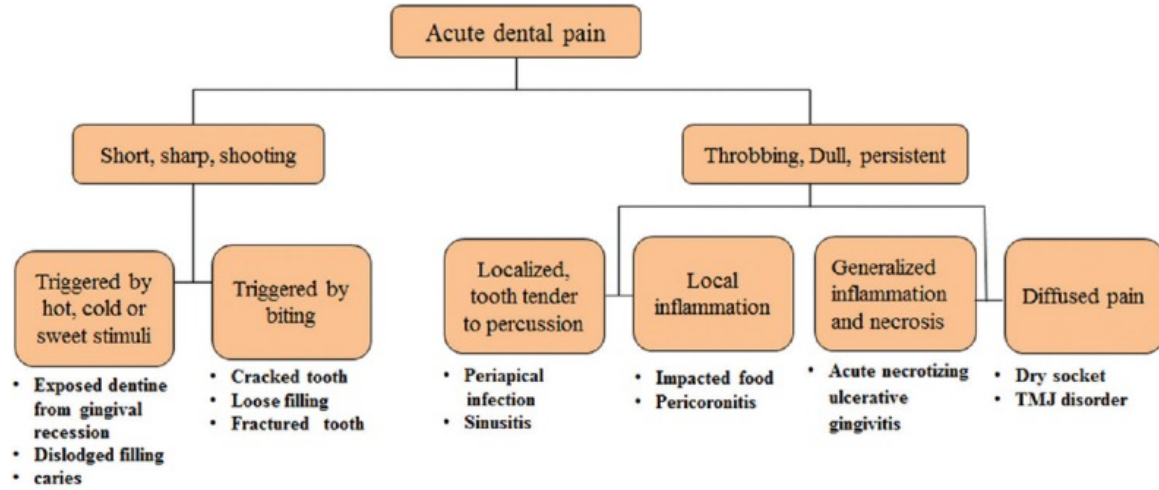 Acute dental pain
Short, sharp, shooting
Throbbing, Dull, persistent
Triggered by
hot, cold or
sweet stimuli
• Exposed dentine
from gingival
recession
• Dislodged filling
• caries
Triggered by
biting
• Cracked tooth
• Loose filling
• Fractured tooth
Localized,
tooth tender
to percussion
• Periapical
infection
• Sinusitis
Local
inflammation
• Impacted food
• Pericoronitis
Generalized
inflammation
and necrosis
• Acute necrotizing
ulcerative
gingivitis
Diffused pain
• Dry socket
• TMJ disorder